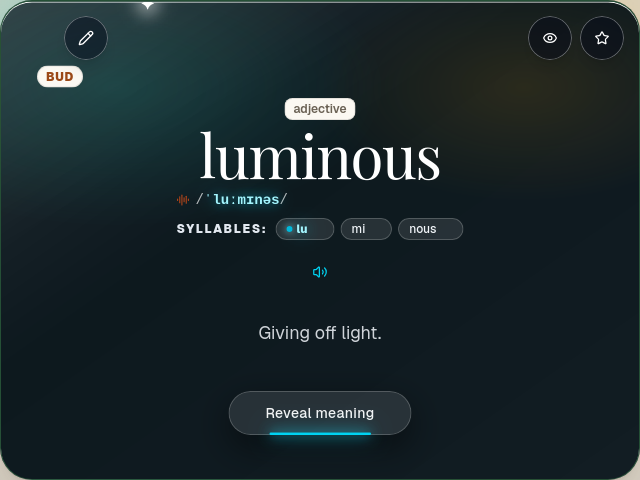 BUD
adjective
luminous
/ˈluːmɪnəs/
SYLLABLES: lu mi nous
Giving off light.
Reveal meaning